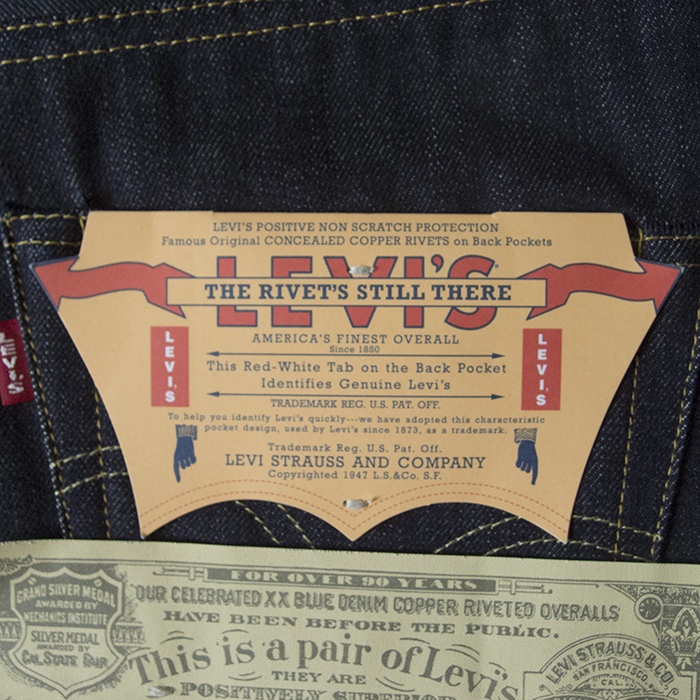 LEVI'S POSITIVE NON SCRATCH PROTECTION
Famous Original CONCEALED COPPER RIVETS on Back Pockets
LEVI'S®
THE RIVET'S STILL THERE
AMERICA'S FINEST OVERALL
Since 1850
LEVI'S
LEVI'S
This Red-White Tab on the Back Pocket
Identifies Genuine Levi's
TRADEMARK REG. U.S. PAT. OFF.
To help you identify Levi's quickly---we have adopted this characteristic
pocket design, used by Levi's since 1873, as a trademark.
Trademark Reg. U.S. Pat. Off.
LEVI STRAUSS AND COMPANY
Copyrighted 1947 L.S.&Co. S.F.
LEVI'S
FOR OVER 90 YEARS
GRAND SILVER MEDAL
AWARDED BY
MECHANICS INSTITUTE
SILVER MEDAL
AWARDED BY
CAL. STATE FAIR
OUR CELEBRATED XX BLUE DENIM COPPER RIVETED OVERALLS
HAVE BEEN BEFORE THE PUBLIC.
This is a pair of Levi's
THEY ARE
POSITIVELY SUPERIOR
LEVI STRAUSS & CO.
SAN FRANCISCO,
CAL.